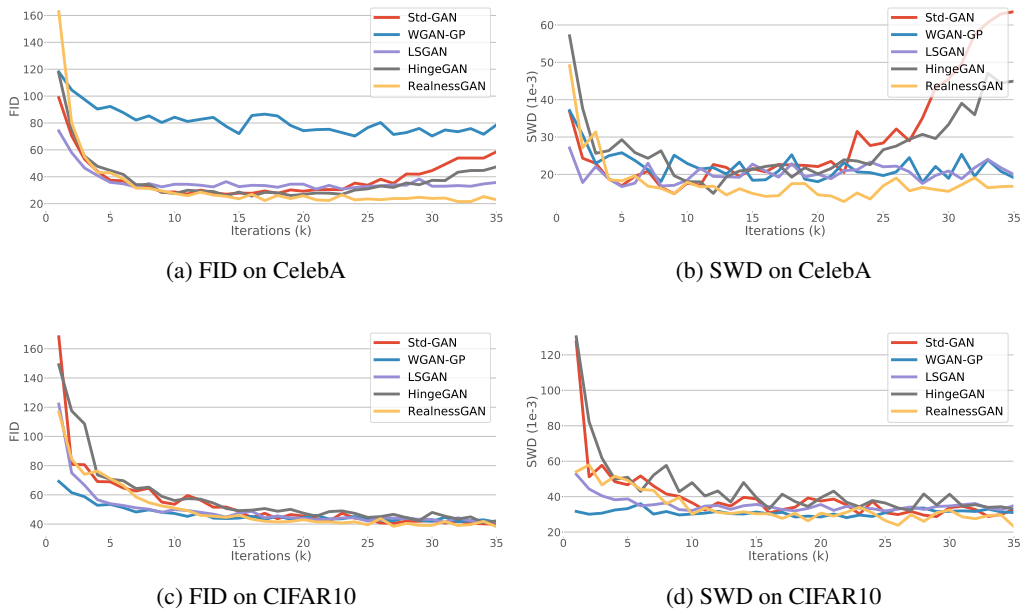 160
140
120
100
80
60
40
20
0
5
10
15
20
25
30
35
FID
Iterations (k)
Std-GAN
WGAN-GP
LSGAN
HingeGAN
RealnessGAN
(a) FID on CelebA
60
50
40
30
20
0
5
10
15
20
25
30
35
SWD (1e-3)
Iterations (k)
Std-GAN
WGAN-GP
LSGAN
HingeGAN
RealnessGAN
(b) SWD on CelebA
160
140
120
100
80
60
40
0
5
10
15
20
25
30
35
FID
Iterations (k)
Std-GAN
WGAN-GP
LSGAN
HingeGAN
RealnessGAN
(c) FID on CIFAR10
120
100
80
60
40
20
0
5
10
15
20
25
30
35
SWD (1e-3)
Iterations (k)
Std-GAN
WGAN-GP
LSGAN
HingeGAN
RealnessGAN
(d) SWD on CIFAR10